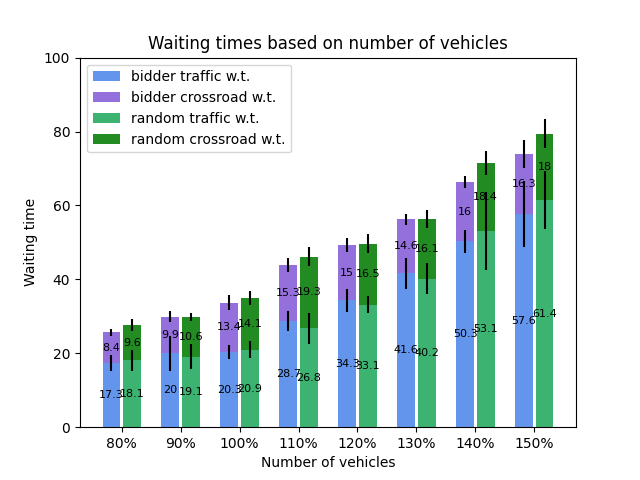 Waiting times based on number of vehicles
100
80
60
40
20
0
Waiting time
bidder traffic w.t.
bidder crossroad w.t.
random traffic w.t.
random crossroad w.t.
8.4 9.6
17.3 18.1
9.9 10.6
20 19.1
13.4 14.1
20.3 20.9
15.3 19.3
28.7 26.8
15 16.5
34.3 33.1
14.6 16.1
41.6 40.2
16 18.4
50.3 53.1
16.3 18
57.6 61.4
80% 90% 100% 110% 120% 130% 140% 150%
Number of vehicles